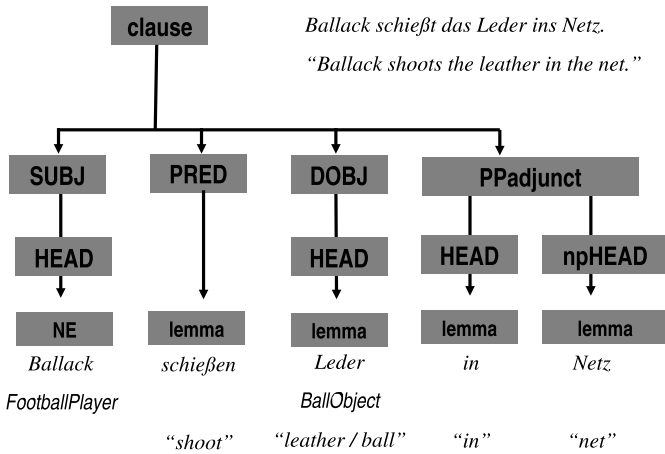 clause
Ballack schießt das Leder ins Netz.
“Ballack shoots the leather in the net.”
SUBJ PRED DOBJ PPadjunct
HEAD HEAD HEAD npHEAD
NE lemma lemma lemma lemma
Ballack schießen Leder in Netz
FootballPlayer BallObject
“shoot” “leather / ball” “in” “net”